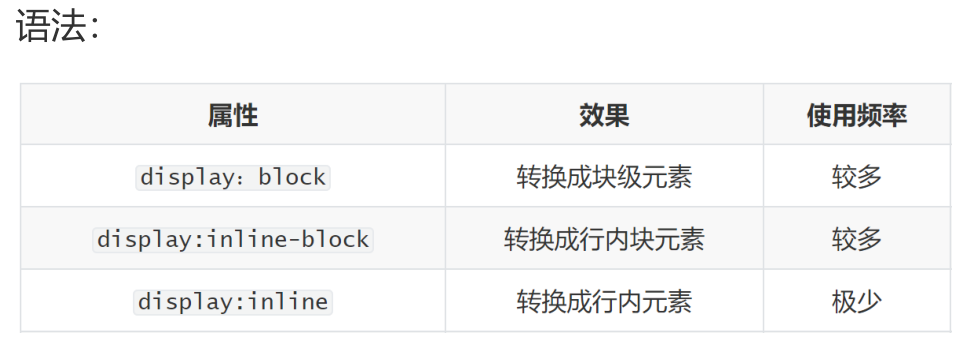 语法：
属性 效果 使用频率
display：block 转换成块级元素 较多
display:inline-block 转换成行内块元素 较多
display:inline 转换成行内元素 极少